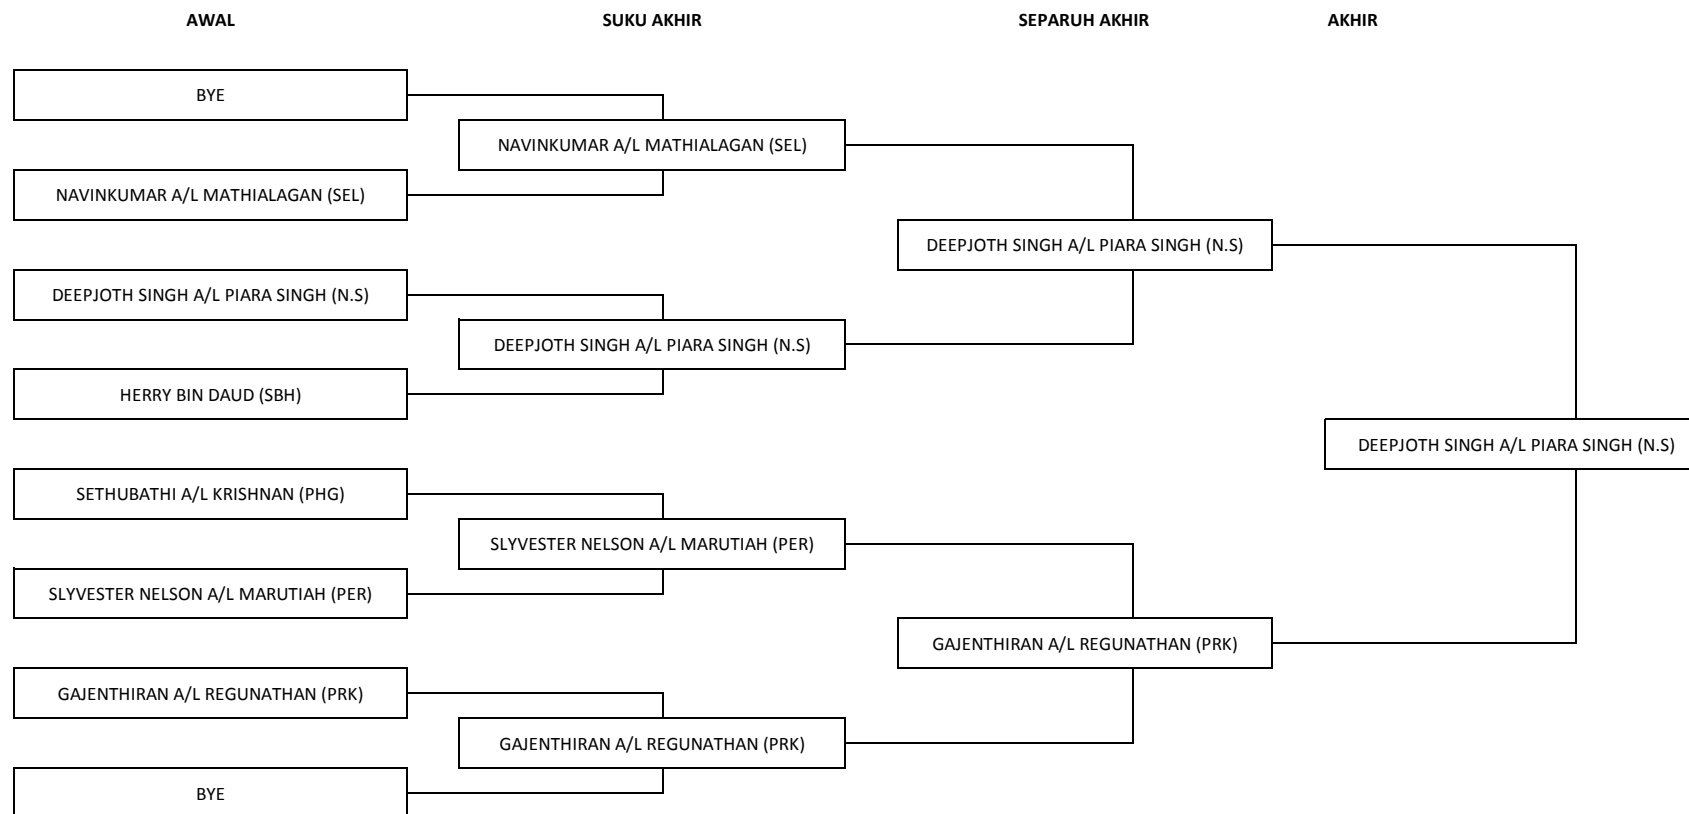 AWAL
SUKU AKHIR
SEPARUH AKHIR
AKHIR
BYE
NAVINKUMAR A/L MATHIALAGAN (SEL)
NAVINKUMAR A/L MATHIALAGAN (SEL)
DEEPJOTH SINGH A/L PIARA SINGH (N.S)
DEEPJOTH SINGH A/L PIARA SINGH (N.S)
DEEPJOTH SINGH A/L PIARA SINGH (N.S)
HERRY BIN DAUD (SBH)
DEEPJOTH SINGH A/L PIARA SINGH (N.S)
SETHUBATHI A/L KRISHNAN (PHG)
SLYVESTER NELSON A/L MARUTIAH (PER)
SLYVESTER NELSON A/L MARUTIAH (PER)
GAJENTHIRAN A/L REGUNATHAN (PRK)
GAJENTHIRAN A/L REGUNATHAN (PRK)
GAJENTHIRAN A/L REGUNATHAN (PRK)
BYE